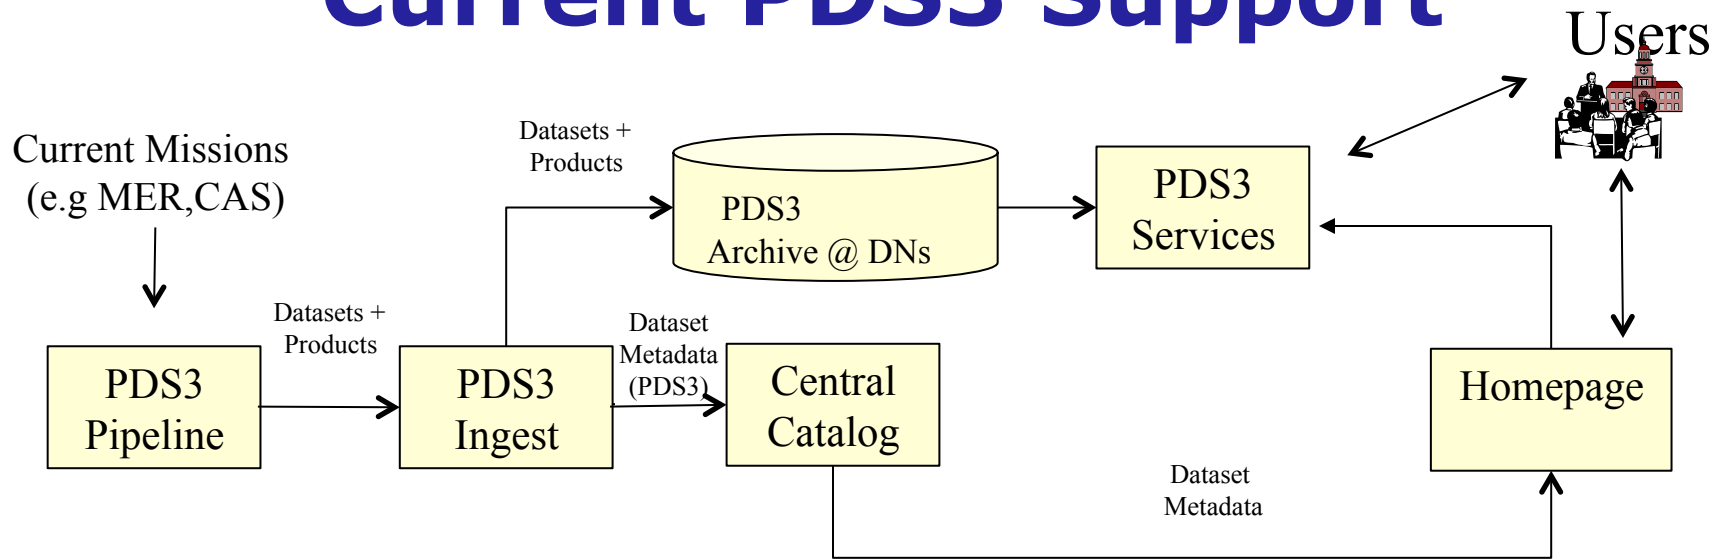 Current PDS3 Support
Users
Current Missions
(e.g MER,CAS)
Datasets +
Products
PDS3
Archive @ DNs
PDS3
Services
Datasets +
Products
Dataset
Metadata
(PDS3)
PDS3
Pipeline
PDS3
Ingest
Central
Catalog
Homepage
Dataset
Metadata